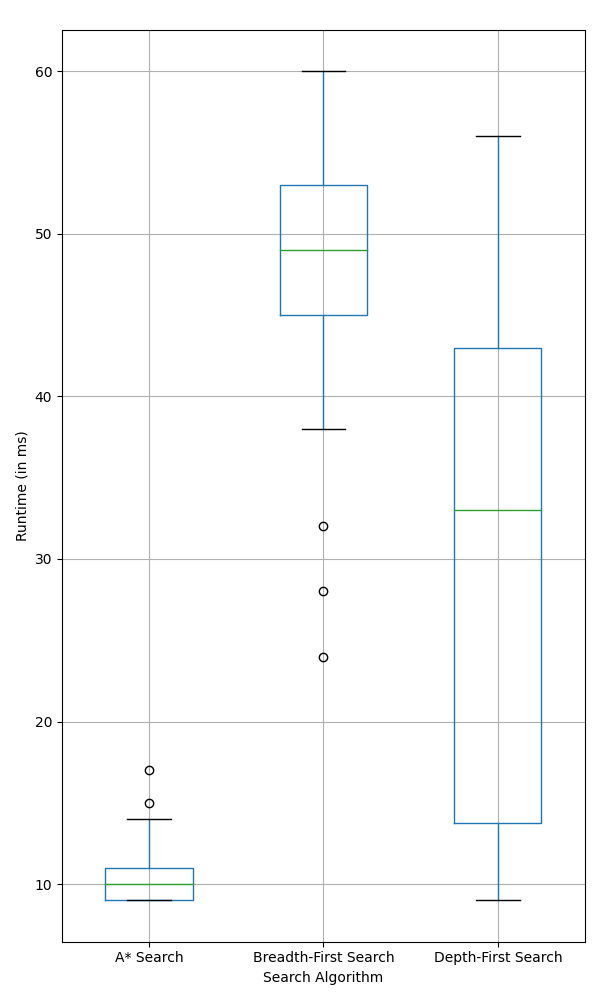 60
50
40
30
20
10
Runtime (in ms)
A* Search
Breadth-First Search
Depth-First Search
Search Algorithm